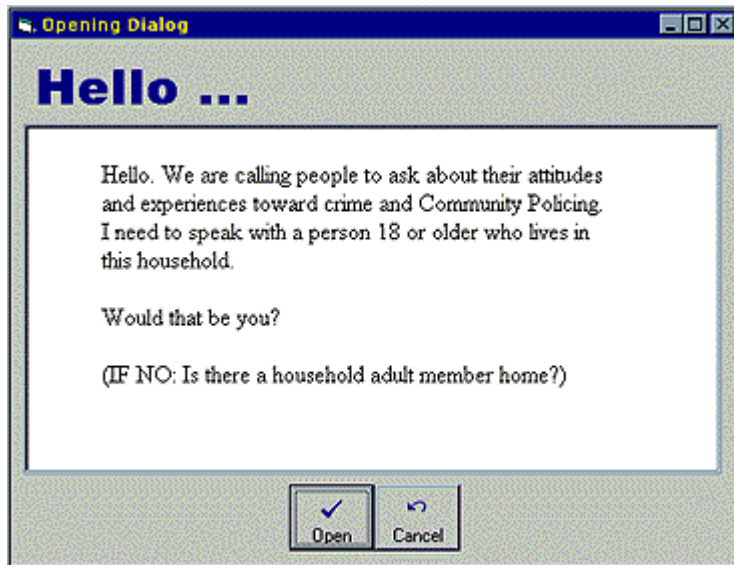 Opening Dialog
Hello ...
Hello. We are calling people to ask about their attitudes
and experiences toward crime and Community Policing.
I need to speak with a person 18 or older who lives in
this household.
Would that be you?
(IF NO: Is there a household adult member home?)
Open
Cancel